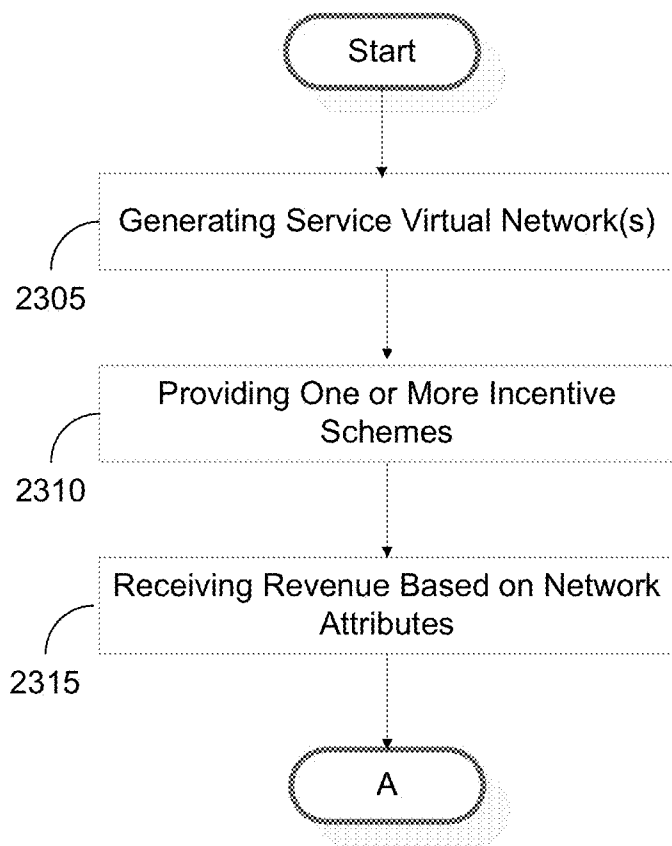 Start
Generating Service Virtual Network(s)
2305
Providing One or More Incentive
Schemes
2310
Receiving Revenue Based on Network
Attributes
2315
A